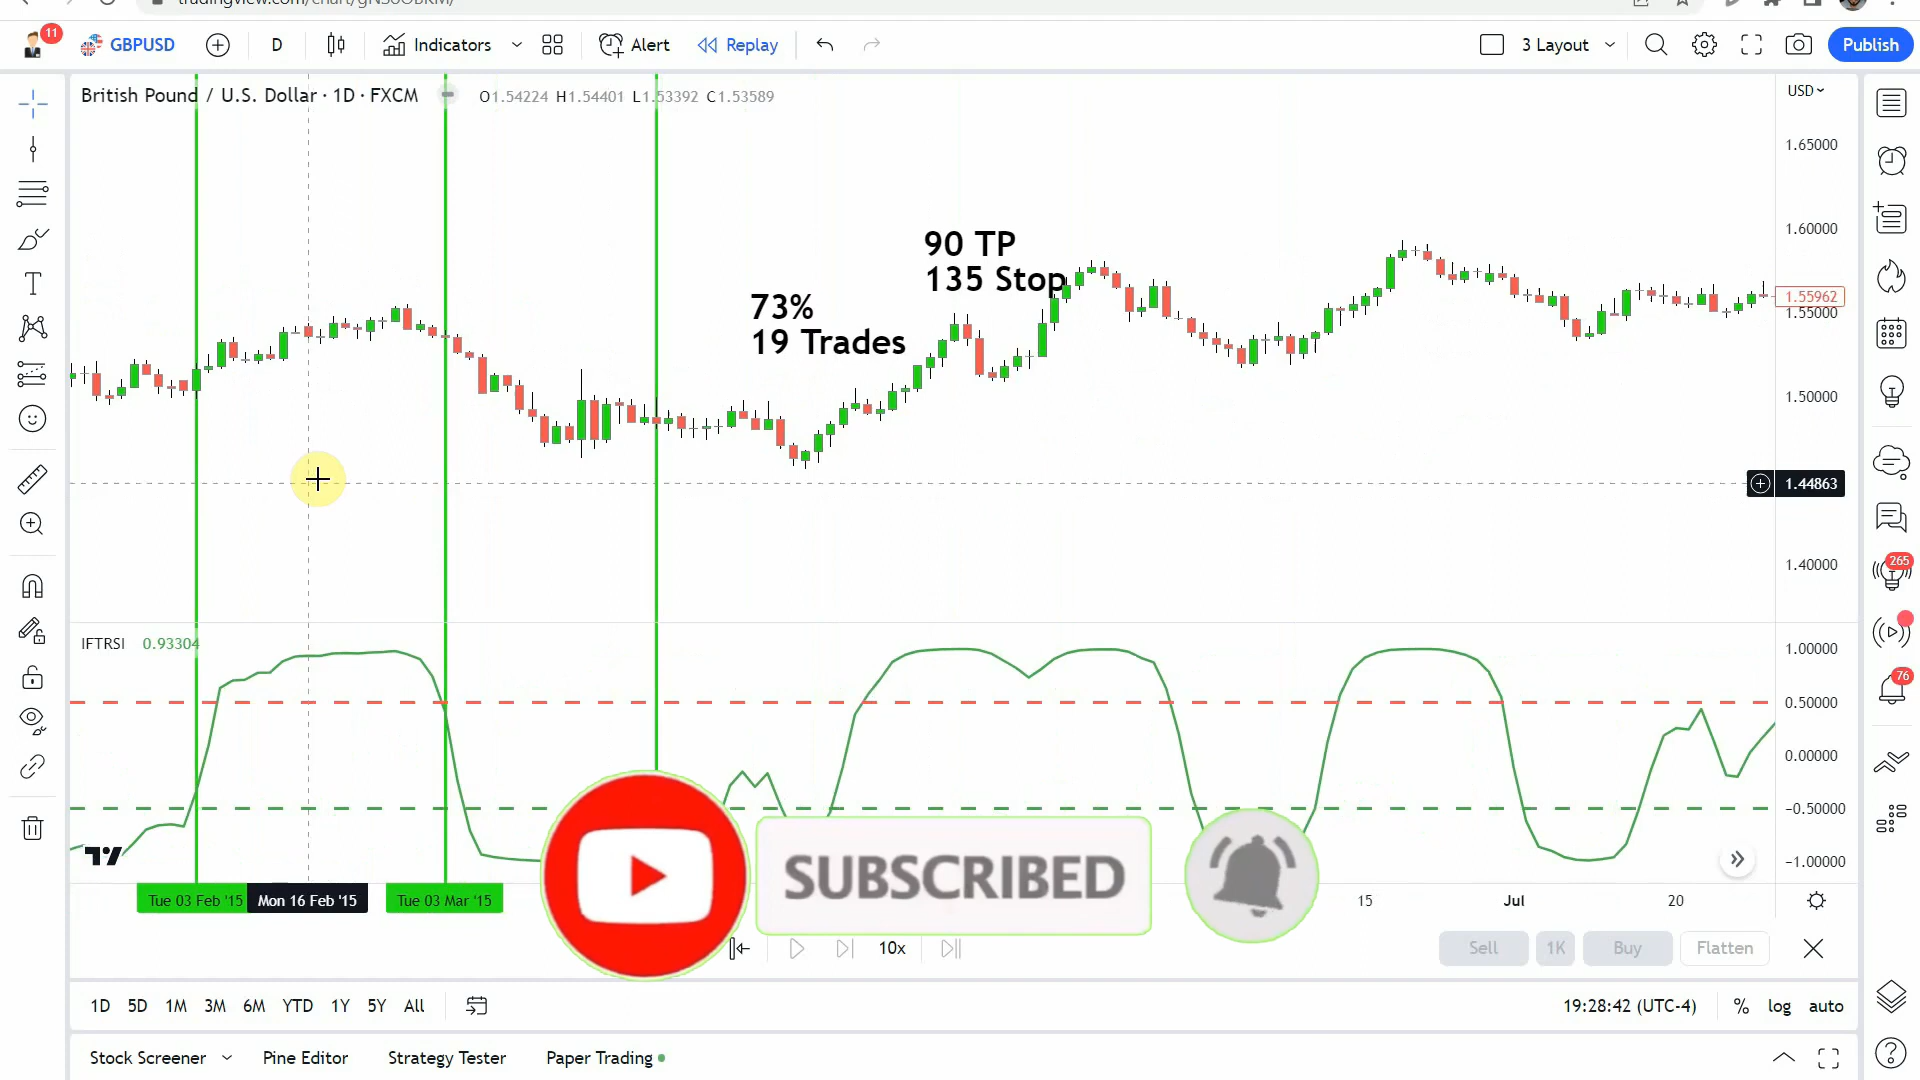 11
GBPUSD
D
Indicators
Alert
Replay
3 Layout
Publish
British Pound / U.S. Dollar · 1D · FXCM
O1.54224 H1.54401 L1.53392 C1.53589
USD
1.65000
90 TP
135 Stop
1.60000
73%
19 Trades
1.55962
1.55000
1.50000
1.44863
1.40000
265
76
IFTRSI 0.93304
1.00000
0.50000
0.00000
-0.50000
-1.00000
Tue 03 Feb '15
Mon 16 Feb '15
Tue 03 Mar '15
SUBSCRIBED
15
Jul
20
10x
Sell
1K
Buy
Flatten
1D 5D 1M 3M 6M YTD 1Y 5Y All
19:28:42 (UTC-4)
% log auto
Stock Screener
Pine Editor
Strategy Tester
Paper Trading